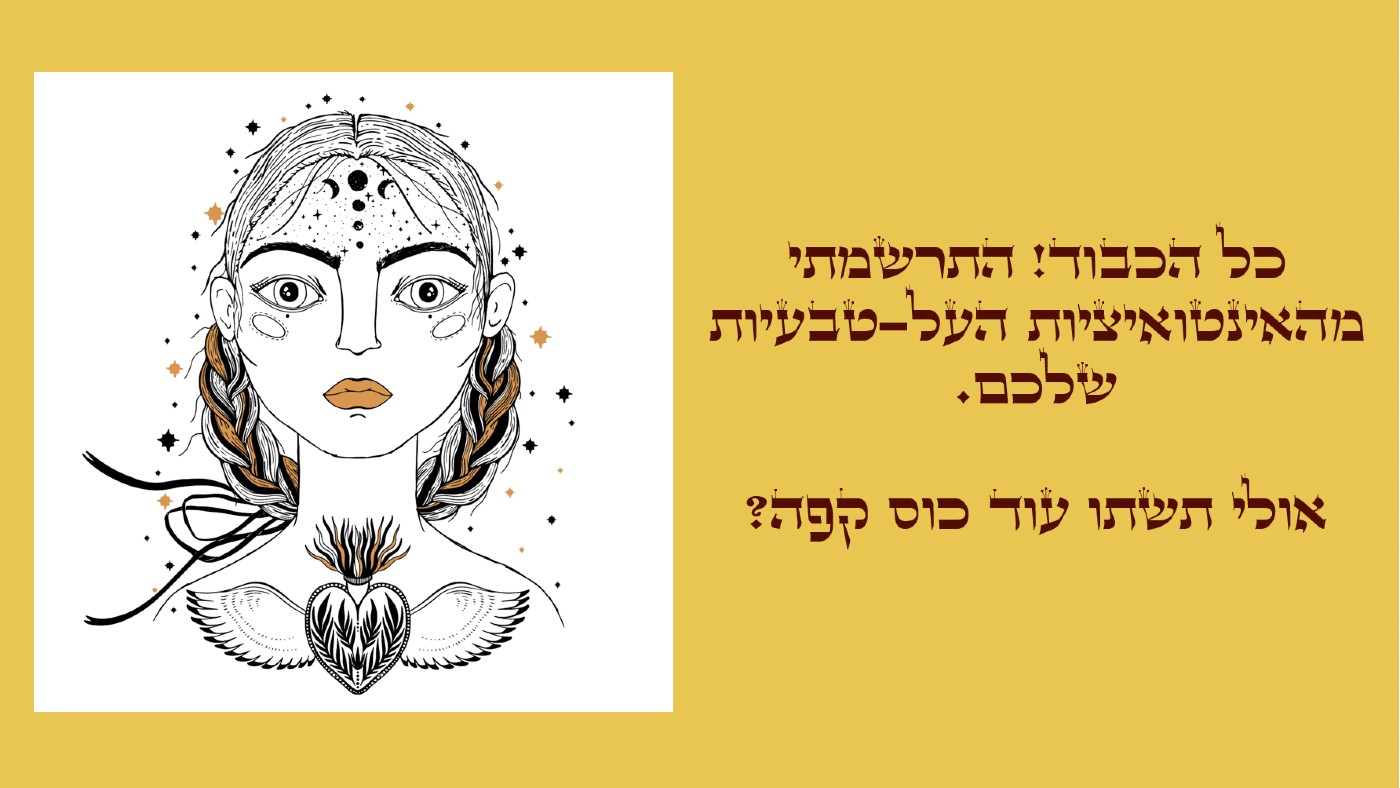 כל הכבוד! התרשמתי
מהאינטואיציות העל-טבעיות
שלכם.
אולי תשתו עוד כוס קפה?